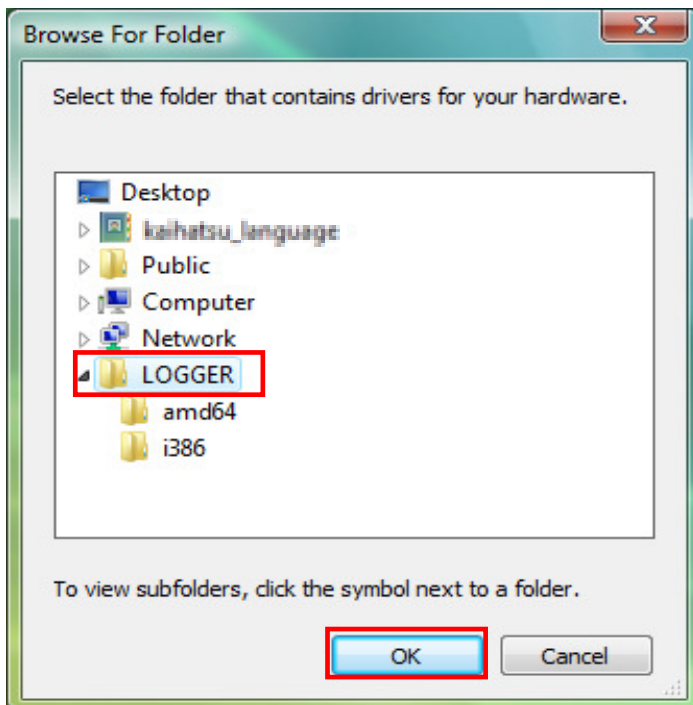 Browse For Folder
Select the folder that contains drivers for your hardware.
Desktop
kaihatsu_language
Public
Computer
Network
LOGGER
amd64
i386
To view subfolders, click the symbol next to a folder.
OK Cancel